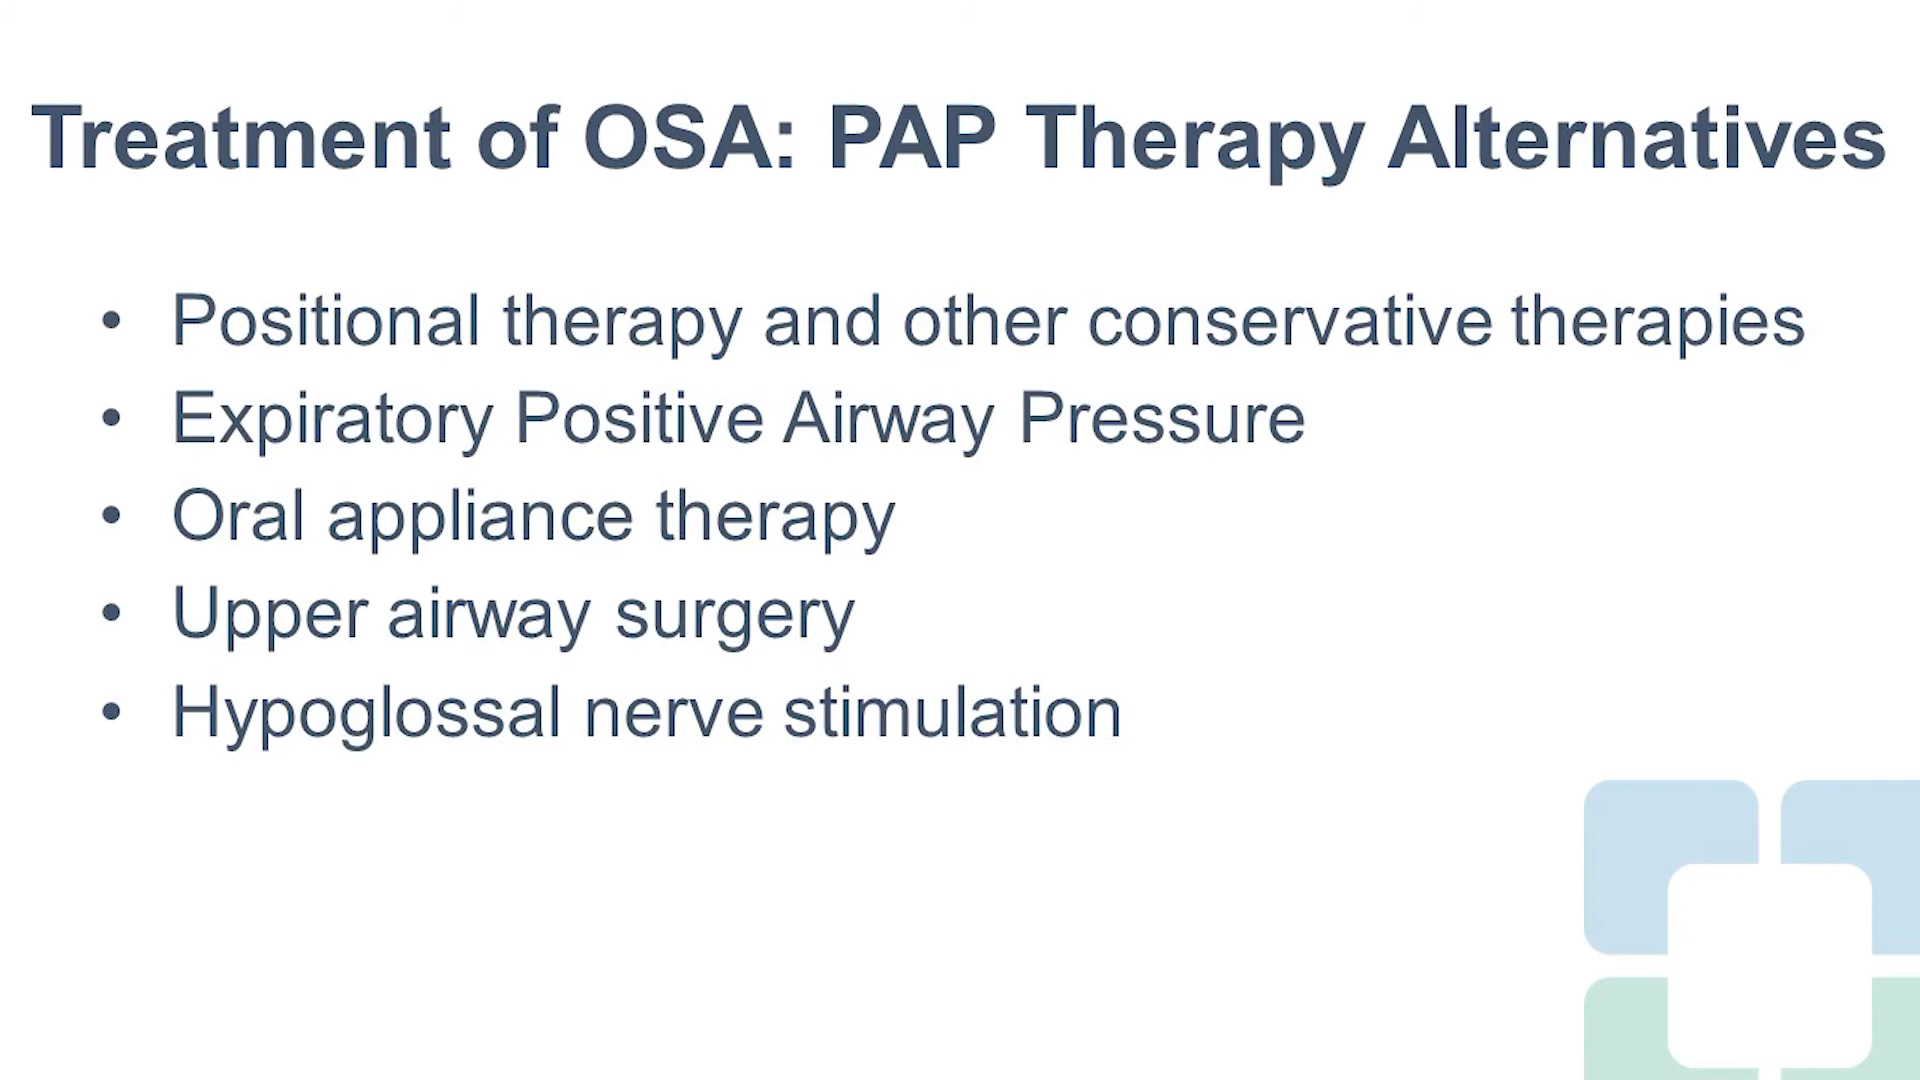 Treatment of OSA: PAP Therapy Alternatives
• Positional therapy and other conservative therapies
• Expiratory Positive Airway Pressure
• Oral appliance therapy
• Upper airway surgery
• Hypoglossal nerve stimulation